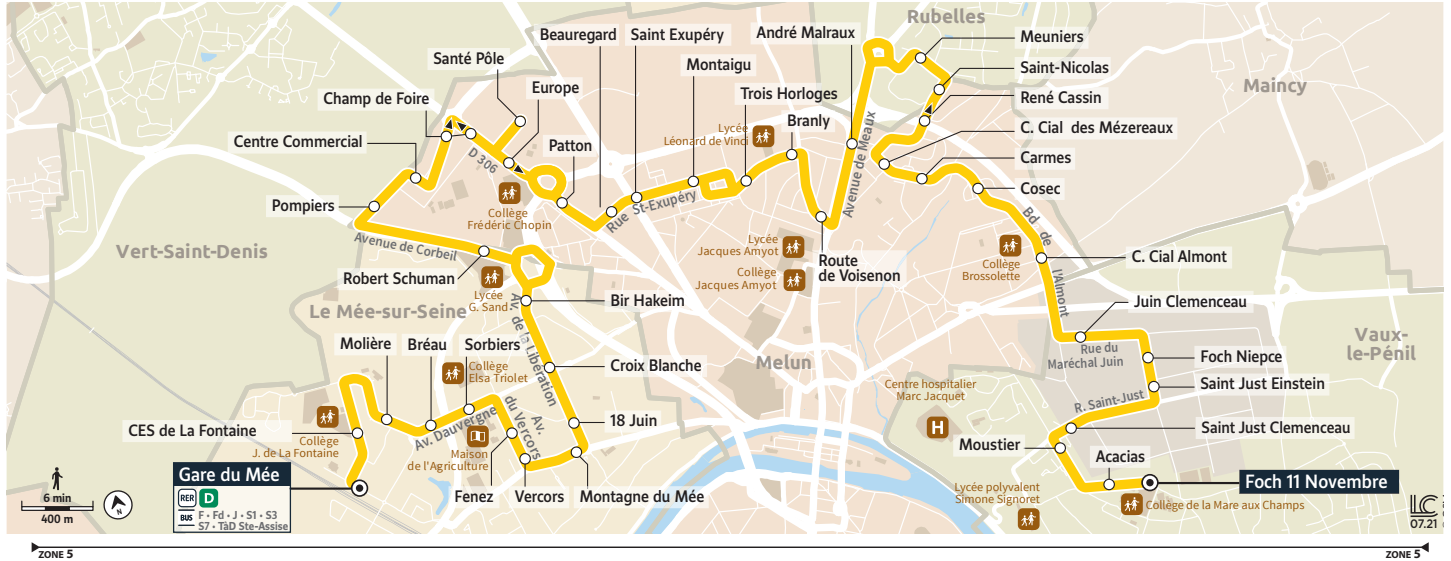 Rubelles
Beauregard
Saint Exupéry
André Malraux
Meuniers
Santé Pôle
Montaigu
Saint-Nicolas
Europe
Trois Horloges
René Cassin
Maincy
Champ de Foire
Branly
Lycée
Léonard de Vinci
C. Cial des Mézereaux
Centre Commercial
D 306
Patton
Avenue de Meaux
Carmes
Cosec
Pompiers
Collège
Frédéric Chopin
Rue St-Exupéry
Bd. de
l'Almont
Vert-Saint-Denis
Avenue de Corbeil
Lycée
Jacques Amyot
Collège
Jacques Amyot
Route
de Voisenon
Collège
Brossolette
C. Cial Almont
Robert Schuman
Lycée
G. Sand
Bir Hakeim
Juin Clemenceau
Le Mée-sur-Seine
Av. de la Libération
Vaux-
le-Pénil
Molière
Bréau
Sorbiers
Rue du
Maréchal Juin
Foch Niepce
Collège
Elsa Triolet
Croix Blanche
Melun
Saint Just Einstein
Centre hospitalier
Marc Jacquet
H
R. Saint-Just
CES de La Fontaine
Collège
J. de La Fontaine
Av. Dauvergne
Av.
du Vercors
18 Juin
Saint Just Clemenceau
Moustier
Maison
de l'Agriculture
Acacias
Gare du Mée
RER D
BUS F • Fd • J • S1 • S3
S7 • TàD Ste-Assise
Fenez
Vercors
Montagne du Mée
Lycée polyvalent
Simone Signoret
Foch 11 Novembre
Collège de la Mare aux Champs
6 min
400 m
N
LC
07.21
ZONE 5
ZONE 5